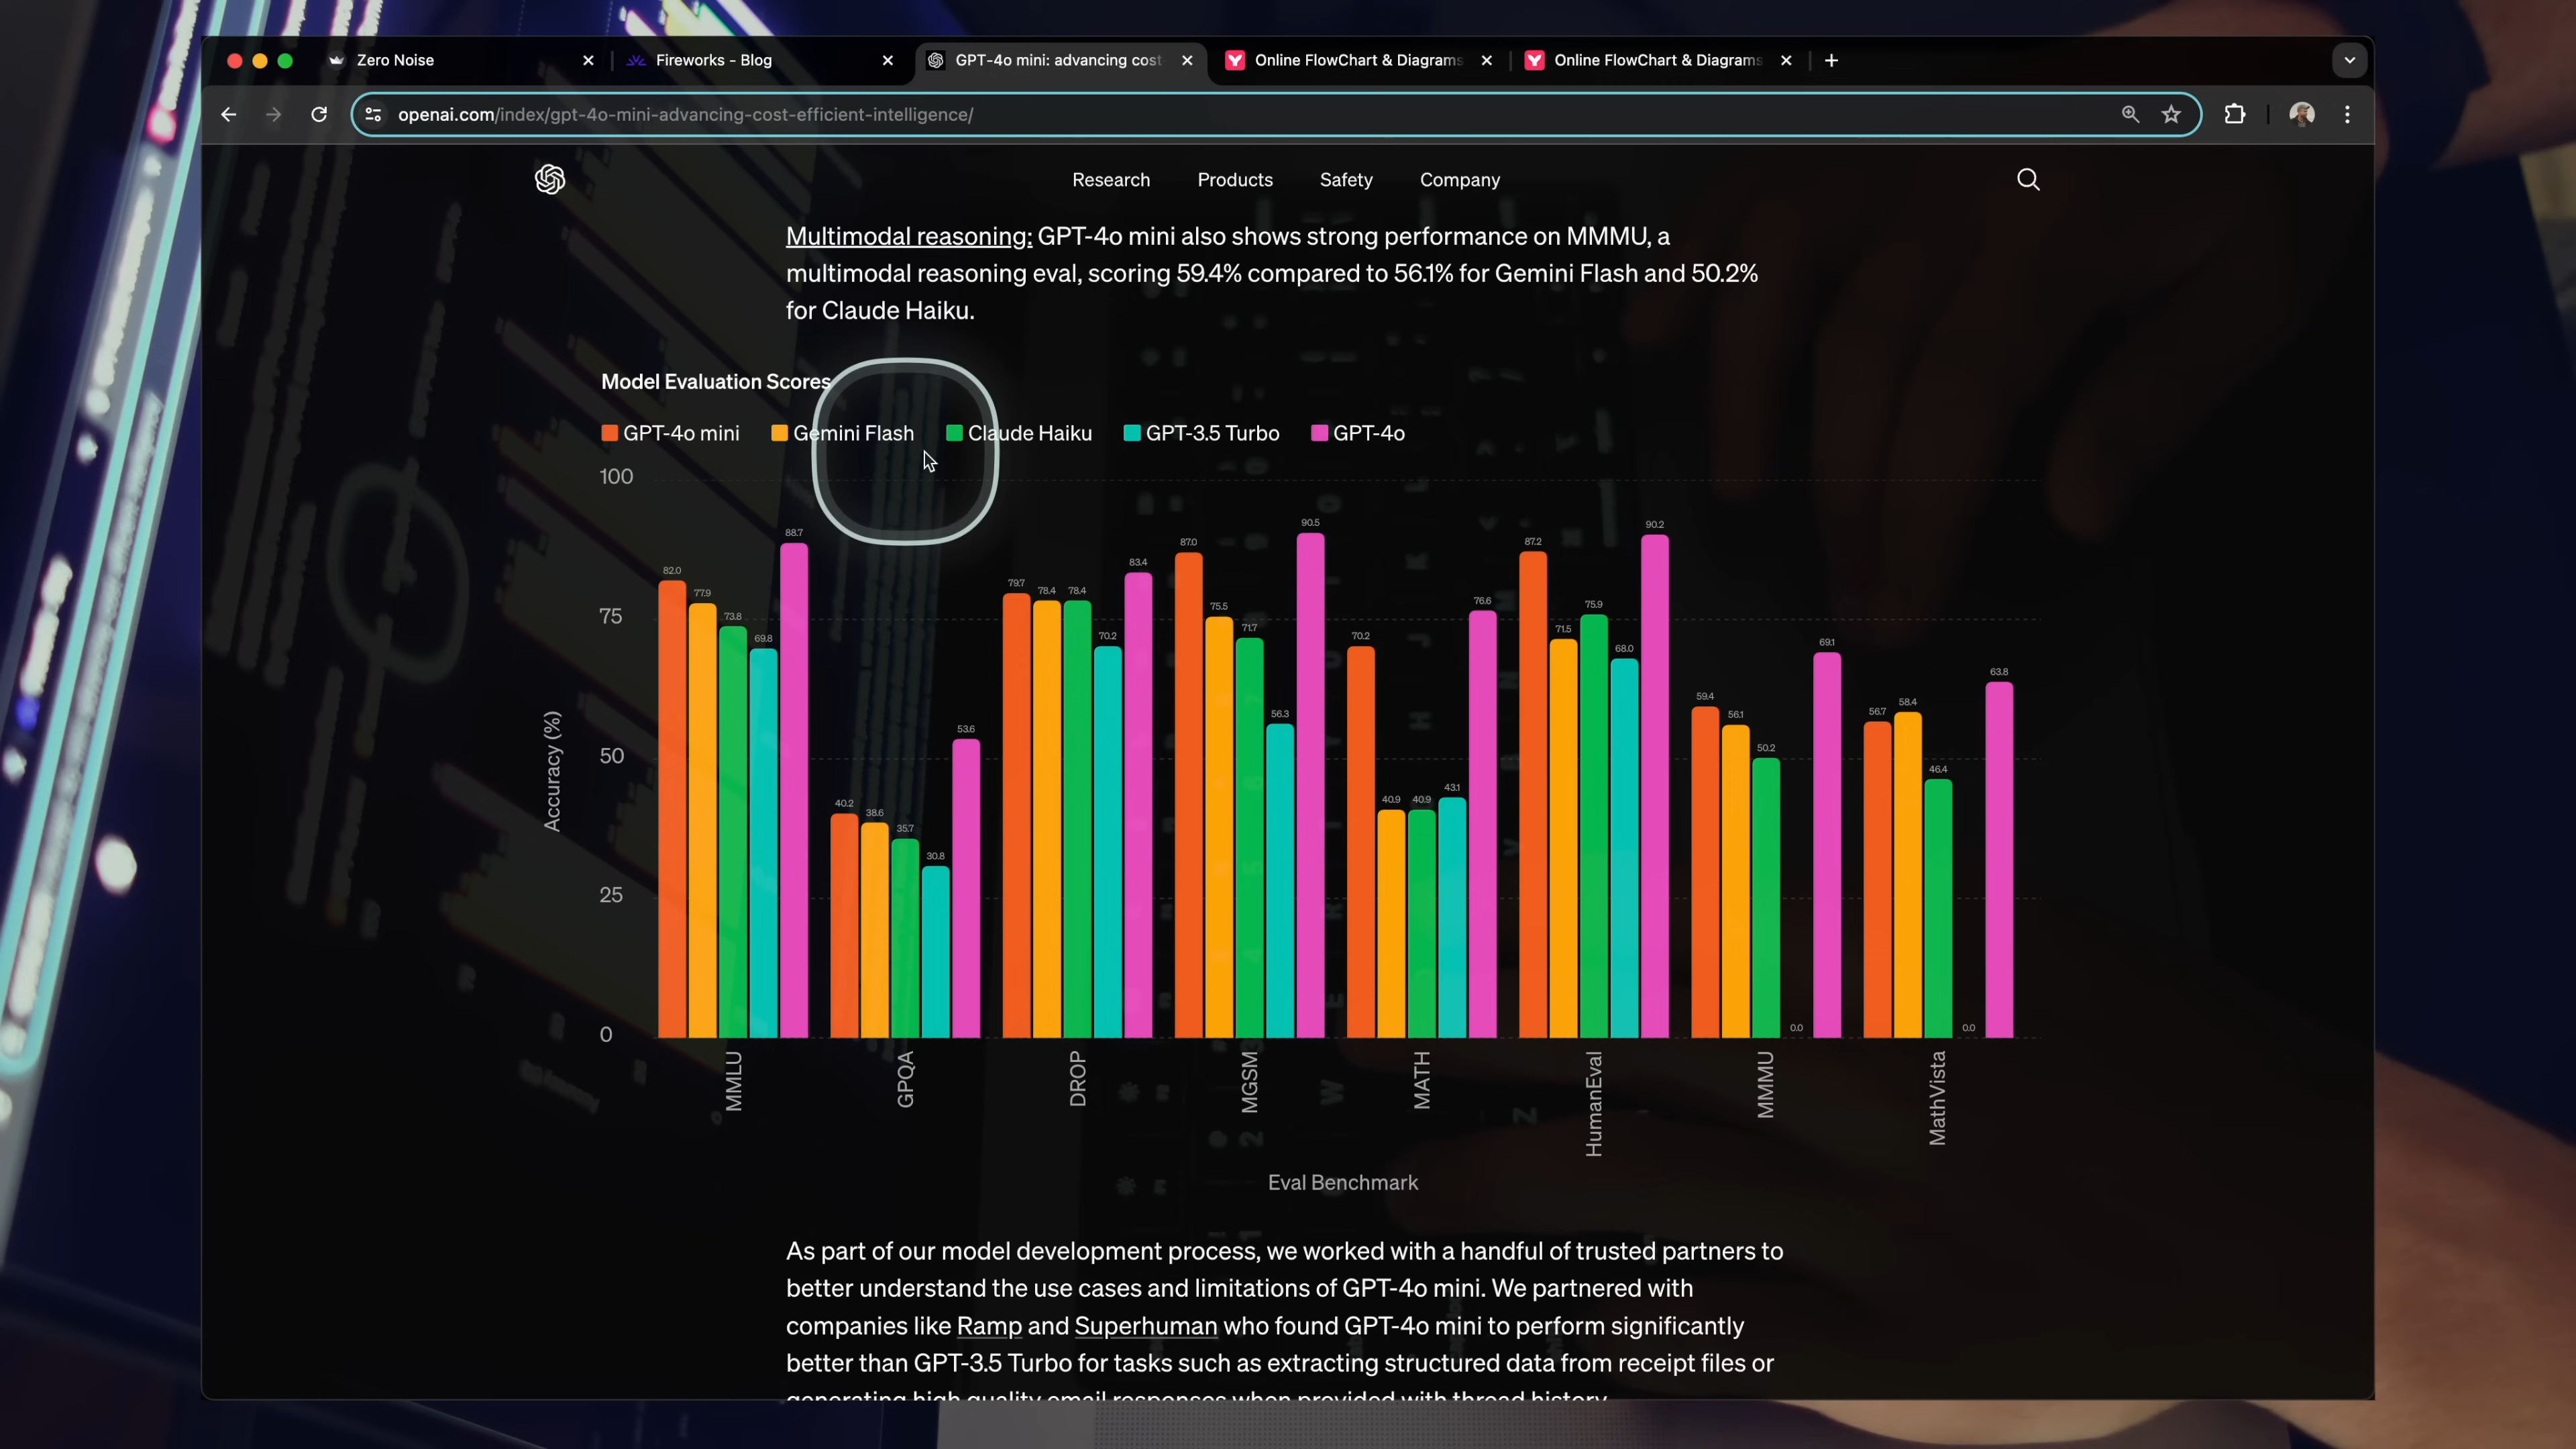 Zero Noise
Fireworks - Blog
GPT-4o mini: advancing cost-
Online FlowChart & Diagrams
Online FlowChart & Diagrams
openai.com/index/gpt-4o-mini-advancing-cost-efficient-intelligence/
Research Products Safety Company
Multimodal reasoning: GPT-4o mini also shows strong performance on MMMU, a
multimodal reasoning eval, scoring 59.4% compared to 56.1% for Gemini Flash and 50.2%
for Claude Haiku.
Model Evaluation Scores
GPT-4o mini Gemini Flash Claude Haiku GPT-3.5 Turbo GPT-4o
100
75
50
25
0
Accuracy (%)
82.0 77.9 73.8 69.8 88.7
40.2 38.6 35.7 30.8 53.6
79.7 78.4 78.4 70.2 83.4
87.0 75.5 71.7 56.3 90.5
70.2 40.9 40.9 43.1 76.6
87.2 71.5 75.9 68.0 90.2
59.4 56.1 50.2 0.0 69.1
56.7 58.4 46.4 0.0 63.8
MMLU
GPQA
DROP
MGSM
MATH
HumanEval
MMMU
MathVista
Eval Benchmark
As part of our model development process, we worked with a handful of trusted partners to
better understand the use cases and limitations of GPT-4o mini. We partnered with
companies like Ramp and Superhuman who found GPT-4o mini to perform significantly
better than GPT-3.5 Turbo for tasks such as extracting structured data from receipt files or
generating high quality email responses when provided with thread history.